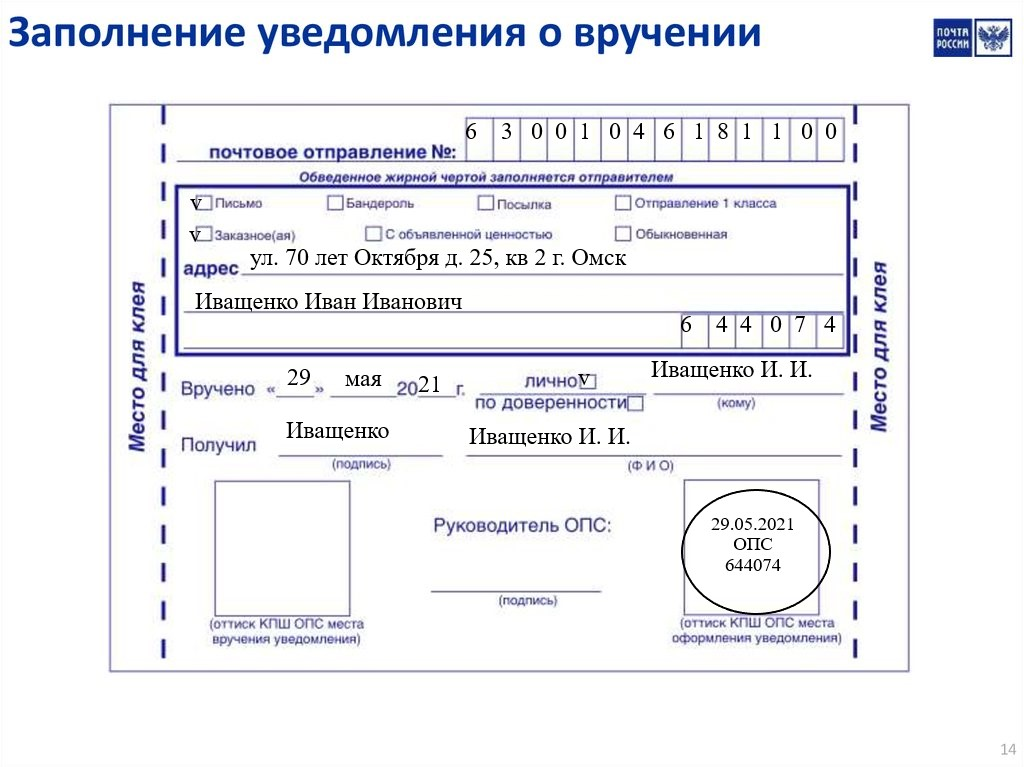 Заполнение уведомления о вручении
ПОЧТА РОССИИ
почтовое отправление №: 6 3 0 0 1 0 4 6 1 8 1 1 0 0
Обведенное жирной чертой заполняется отправителем
v Письмо Бандероль Посылка Отправление 1 класса
v Заказное(ая) С объявленной ценностью Обыкновенная
адрес ул. 70 лет Октября д. 25, кв 2 г. Омск
Иващенко Иван Иванович
6 4 4 0 7 4
Вручено «29» мая 2021 г. лично v Иващенко И. И.
по доверенности (кому)
Получил Иващенко Иващенко И. И.
(подпись) (Ф И О)
Место для клея
Место для клея
Руководитель ОПС:
(подпись)
29.05.2021
ОПС
644074
(оттиск КПШ ОПС места
вручения уведомления)
(оттиск КПШ ОПС места
оформления уведомления)
14